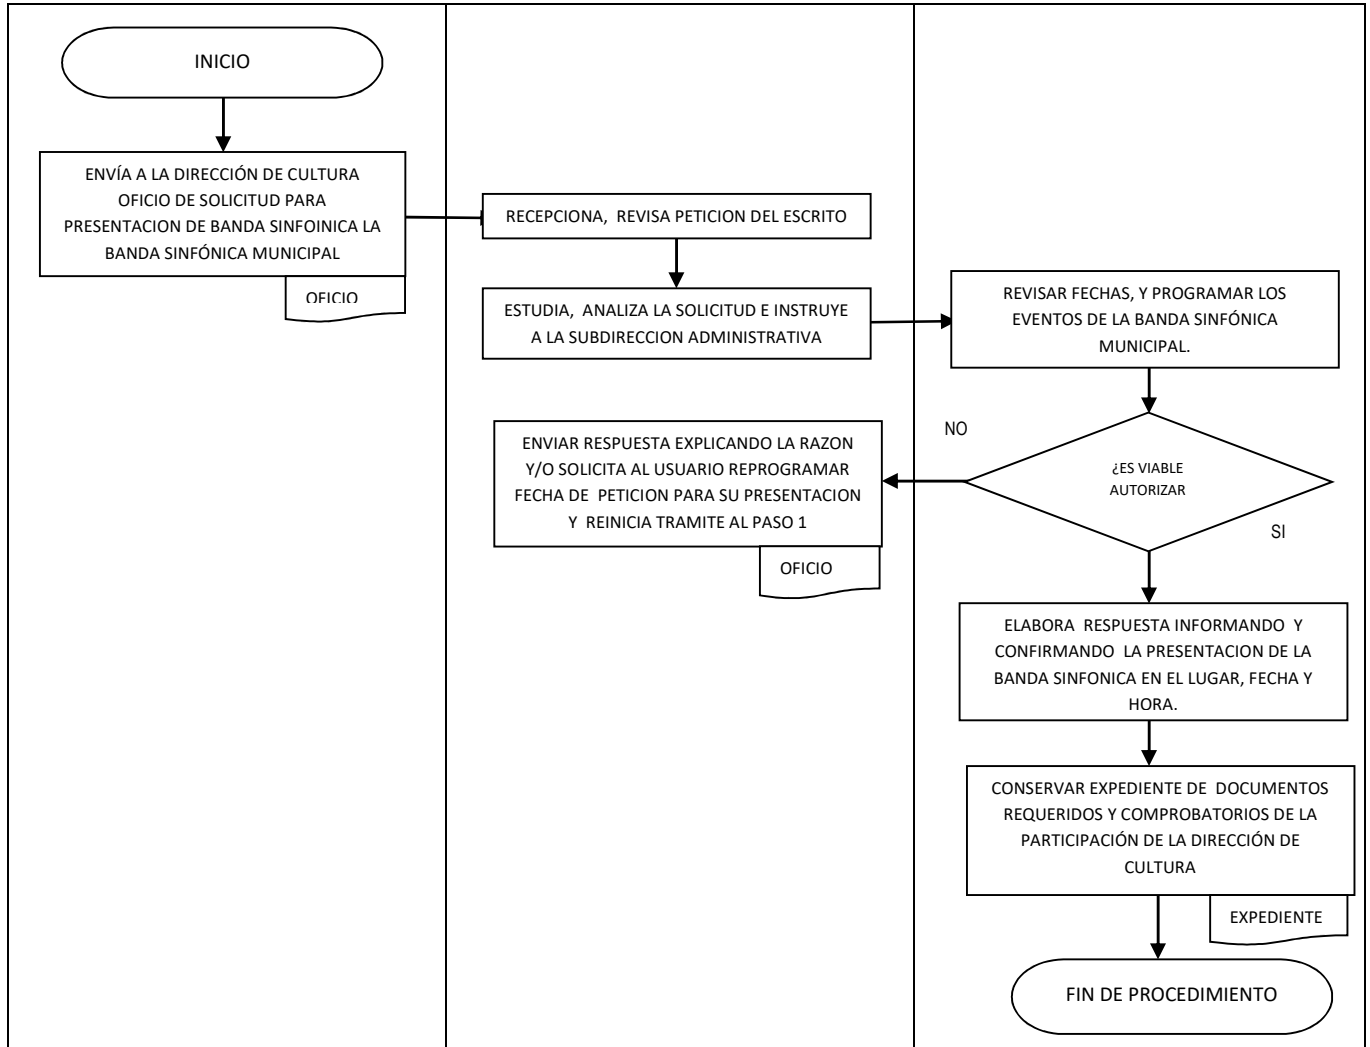 INICIO
ENVÍA A LA DIRECCIÓN DE CULTURA
OFICIO DE SOLICITUD PARA
PRESENTACION DE BANDA SINFOINICA LA
BANDA SINFÓNICA MUNICIPAL
OFICIO
RECEPCIONA, REVISA PETICION DEL ESCRITO
ESTUDIA, ANALIZA LA SOLICITUD E INSTRUYE
A LA SUBDIRECCION ADMINISTRATIVA
REVISAR FECHAS, Y PROGRAMAR LOS
EVENTOS DE LA BANDA SINFÓNICA
MUNICIPAL.
¿ES VIABLE
AUTORIZAR
NO
ENVIAR RESPUESTA EXPLICANDO LA RAZON
Y/O SOLICITA AL USUARIO REPROGRAMAR
FECHA DE PETICION PARA SU PRESENTACION
Y REINICIA TRAMITE AL PASO 1
OFICIO
SI
ELABORA RESPUESTA INFORMANDO Y
CONFIRMANDO LA PRESENTACION DE LA
BANDA SINFONICA EN EL LUGAR, FECHA Y
HORA.
CONSERVAR EXPEDIENTE DE DOCUMENTOS
REQUERIDOS Y COMPROBATORIOS DE LA
PARTICIPACIÓN DE LA DIRECCIÓN DE
CULTURA
EXPEDIENTE
FIN DE PROCEDIMIENTO